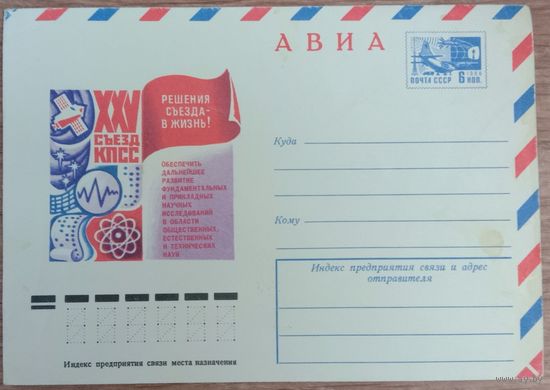 АВИА
1966
ПОЧТА СССР 6 КОП.
XXV
СЪЕЗД
КПСС
РЕШЕНИЯ
СЪЕЗДА-
В ЖИЗНЬ!
ОБЕСПЕЧИТЬ
ДАЛЬНЕЙШЕЕ
РАЗВИТИЕ
ФУНДАМЕНТАЛЬНЫХ
И ПРИКЛАДНЫХ
НАУЧНЫХ
ИССЛЕДОВАНИЙ
В ОБЛАСТИ
ОБЩЕСТВЕННЫХ,
ЕСТЕСТВЕННЫХ
И ТЕХНИЧЕСКИХ
НАУК
Куда
Кому
Индекс предприятия связи и адрес
отправителя
Индекс предприятия связи места назначения